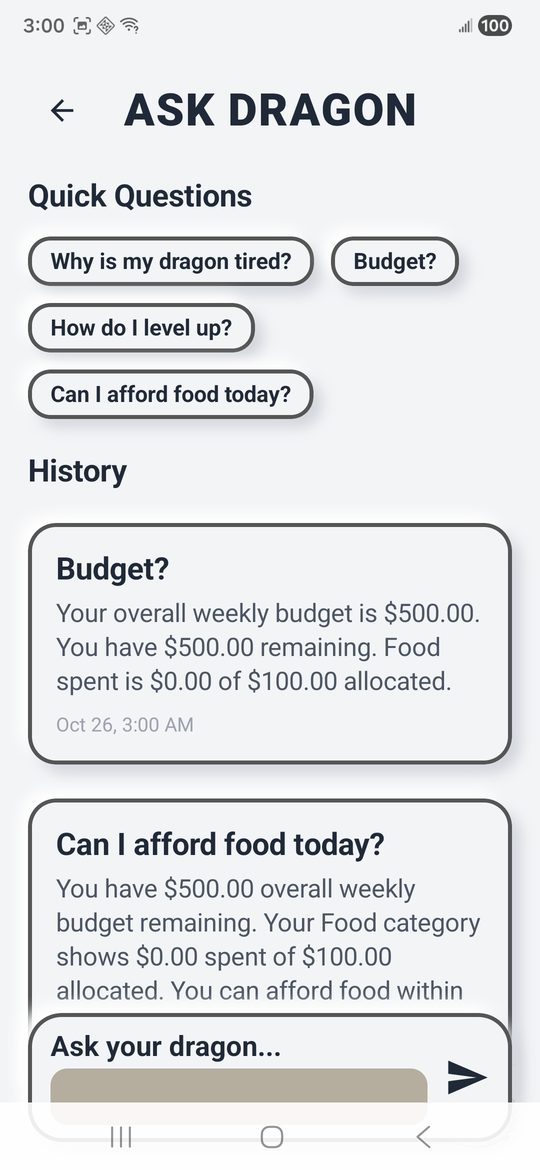 3:00
100
ASK DRAGON
Quick Questions
Why is my dragon tired?
Budget?
How do I level up?
Can I afford food today?
History
Budget?
Your overall weekly budget is $500.00.
You have $500.00 remaining. Food
spent is $0.00 of $100.00 allocated.
Oct 26, 3:00 AM
Can I afford food today?
You have $500.00 overall weekly
budget remaining. Your Food category
shows $0.00 spent of $100.00
allocated. You can afford food within
Ask your dragon...